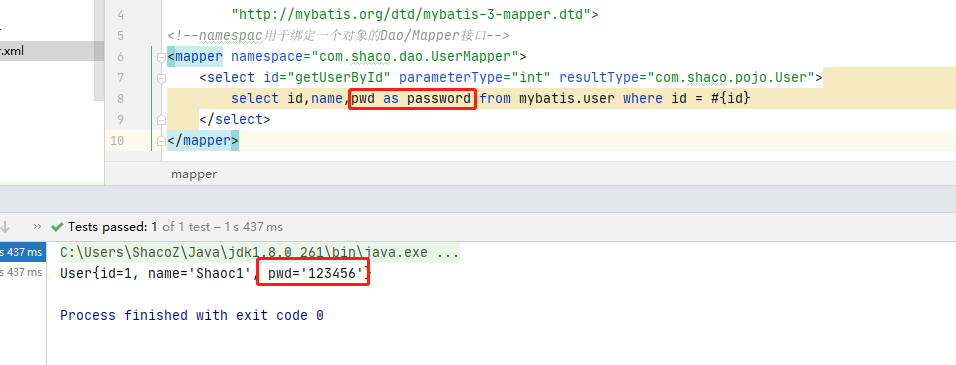 4 "http://mybatis.org/dtd/mybatis-3-mapper.dtd">
r.xml
5 <!--namespac用于绑定一个对象的Dao/Mapper接口-->
6 <mapper namespace="com.shaco.dao.UserMapper">
7 <select id="getUserById" parameterType="int" resultType="com.shaco.pojo.User">
8 select id,name,pwd as password from mybatis.user where id = #{id}
9 </select>
10 </mapper>
mapper
» Tests passed: 1 of 1 test – 1 s 437 ms
s 437 ms C:\Users\ShacoZ\Java\jdk1.8.0_261\bin\java.exe ...
s 437 ms User{id=1, name='Shaoc1', pwd='123456'}
Process finished with exit code 0